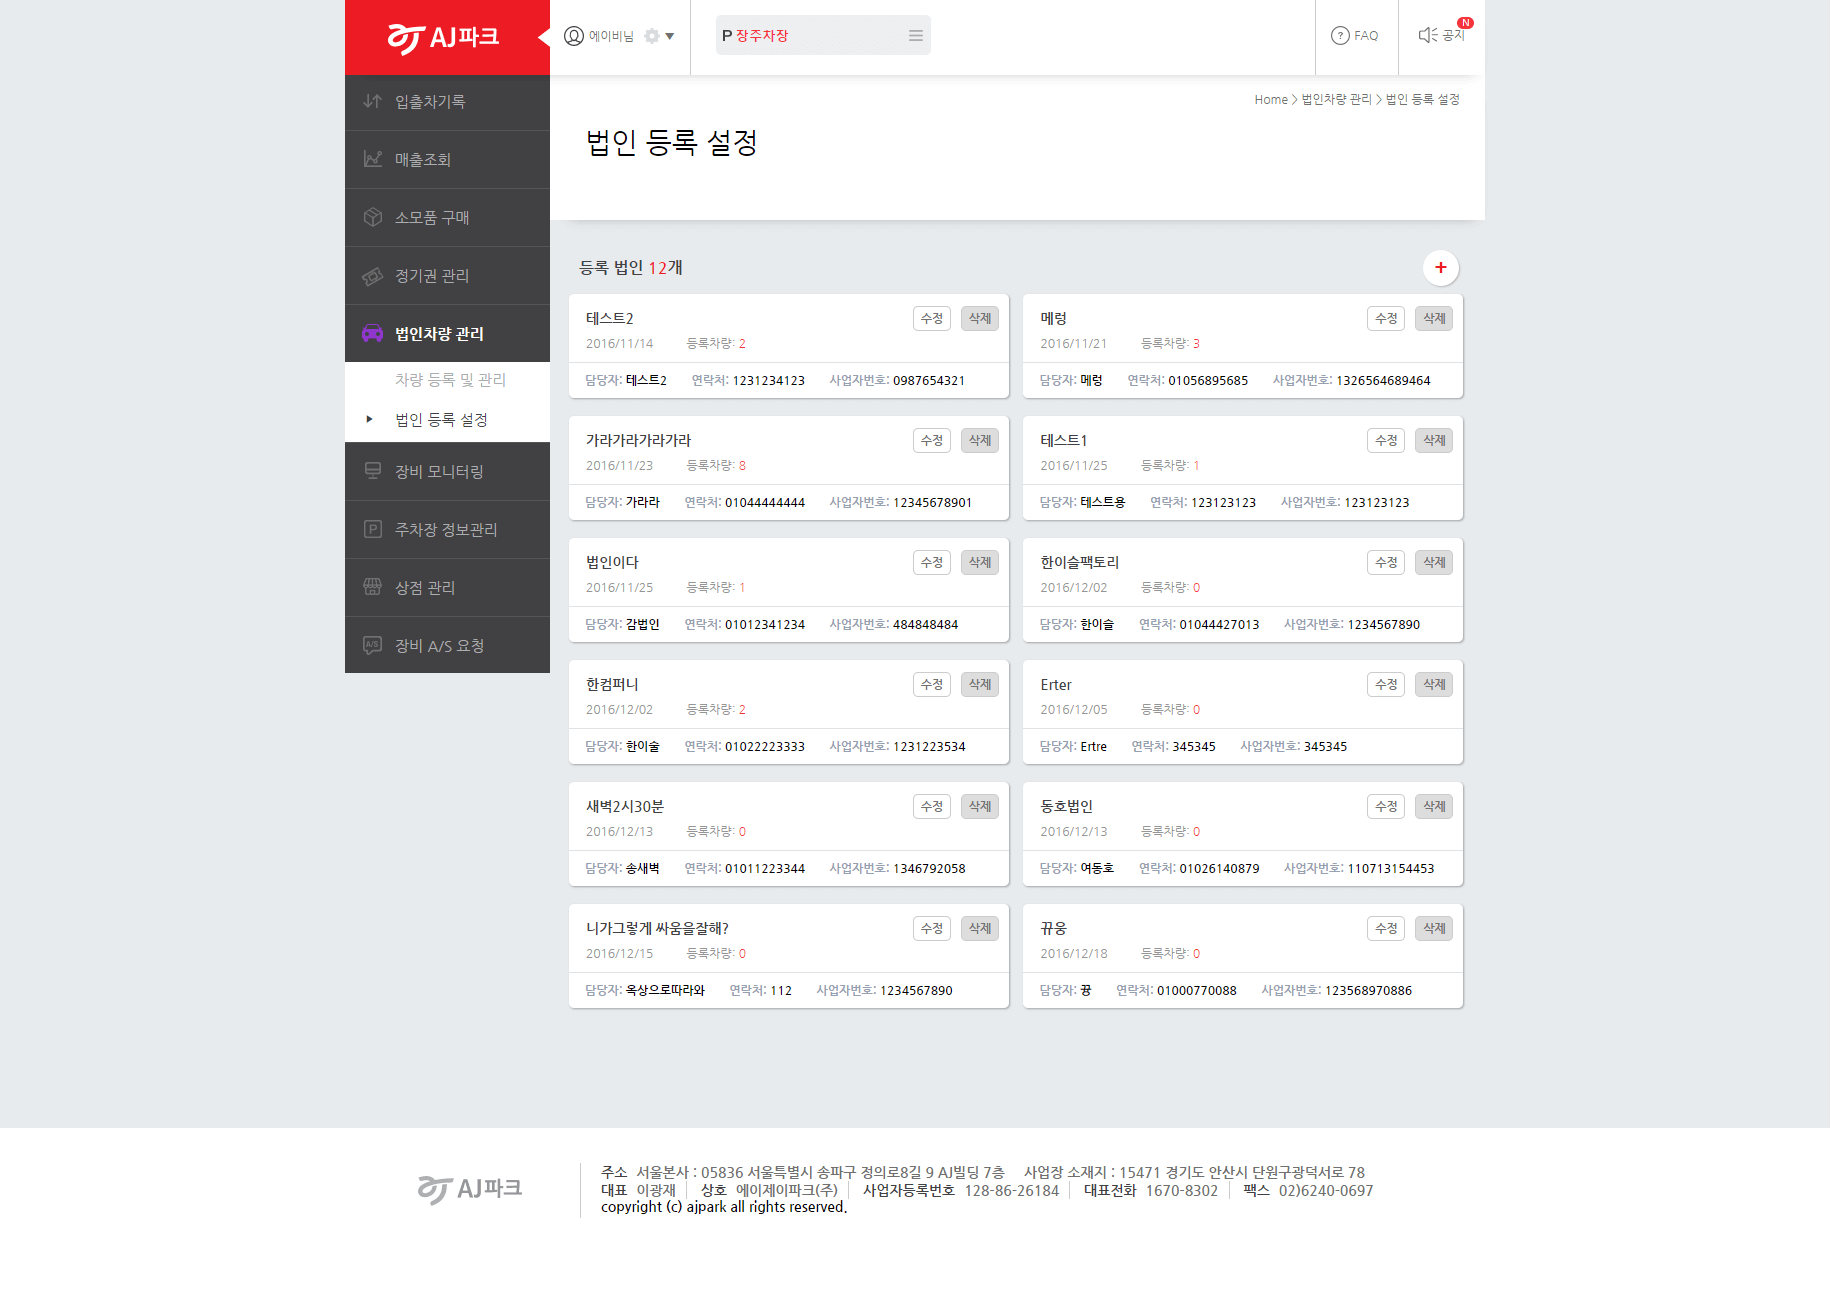 AJ파크
에이비님
P 장주차장
FAQ
공지
N
입출차기록
매출조회
소모품 구매
정기권 관리
법인차량 관리
차량 등록 및 관리
법인 등록 설정
장비 모니터링
P 주차장 정보관리
상점 관리
A/S 장비 A/S 요청
Home > 법인차량 관리 > 법인 등록 설정
법인 등록 설정
등록 법인 12개
+
테스트2 수정 삭제
2016/11/14 등록차량: 2
담당자: 테스트2 연락처: 1231234123 사업자번호: 0987654321
메렁 수정 삭제
2016/11/21 등록차량: 3
담당자: 메렁 연락처: 01056895685 사업자번호: 1326564689464
가라가라가라가라 수정 삭제
2016/11/23 등록차량: 8
담당자: 가라라 연락처: 01044444444 사업자번호: 12345678901
테스트1 수정 삭제
2016/11/25 등록차량: 1
담당자: 테스트용 연락처: 123123123 사업자번호: 123123123
법인이다 수정 삭제
2016/11/25 등록차량: 1
담당자: 감법인 연락처: 01012341234 사업자번호: 484848484
한이슬팩토리 수정 삭제
2016/12/02 등록차량: 0
담당자: 한이슬 연락처: 01044427013 사업자번호: 1234567890
한컴퍼니 수정 삭제
2016/12/02 등록차량: 2
담당자: 한이술 연락처: 01022223333 사업자번호: 1231223534
Erter 수정 삭제
2016/12/05 등록차량: 0
담당자: Ertre 연락처: 345345 사업자번호: 345345
새벽2시30분 수정 삭제
2016/12/13 등록차량: 0
담당자: 송새벽 연락처: 01011223344 사업자번호: 1346792058
동호법인 수정 삭제
2016/12/13 등록차량: 0
담당자: 여동호 연락처: 01026140879 사업자번호: 110713154453
니가그렇게 싸움을잘해? 수정 삭제
2016/12/15 등록차량: 0
담당자: 옥상으로따라와 연락처: 112 사업자번호: 1234567890
뀨웅 수정 삭제
2016/12/18 등록차량: 0
담당자: 뀽 연락처: 01000770088 사업자번호: 123568970886
AJ파크
주소 서울본사 : 05836 서울특별시 송파구 정의로8길 9 AJ빌딩 7층 사업장 소재지 : 15471 경기도 안산시 단원구광덕서로 78
대표 이광재 상호 에이제이파크(주) 사업자등록번호 128-86-26184 대표전화 1670-8302 팩스 02)6240-0697
copyright (c) ajpark all rights reserved.